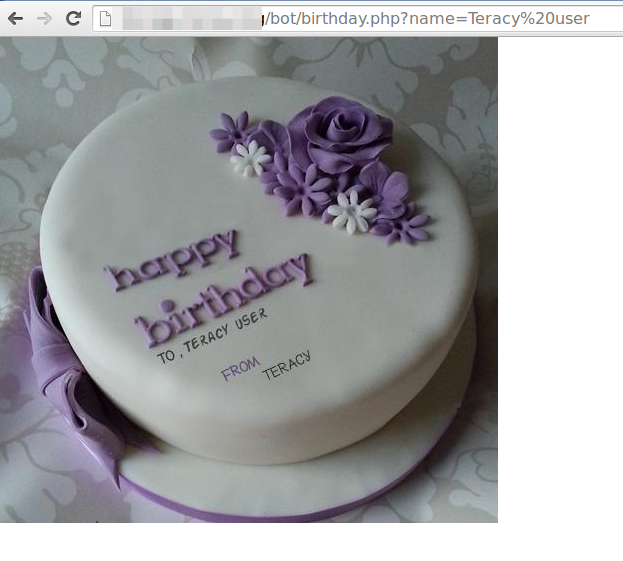 /bot/birthday.php?name=Teracy%20user
happy
birthday
TO , TERACY USER
FROM TERACY